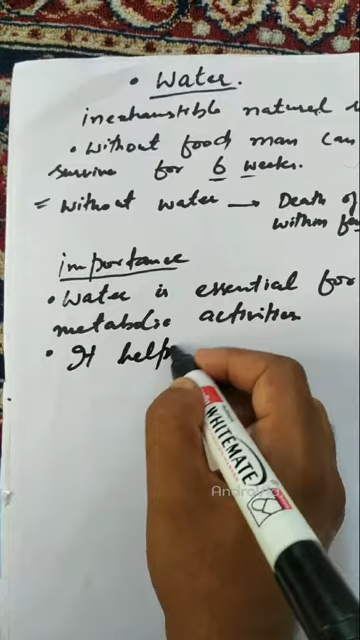 • Water.
inexhaustible natural
• Without food man can
survive for 6 weeks.
= Without water → Death of
within
importance
• Water is essential for
metabolic activities
• It help
WHITEMATE